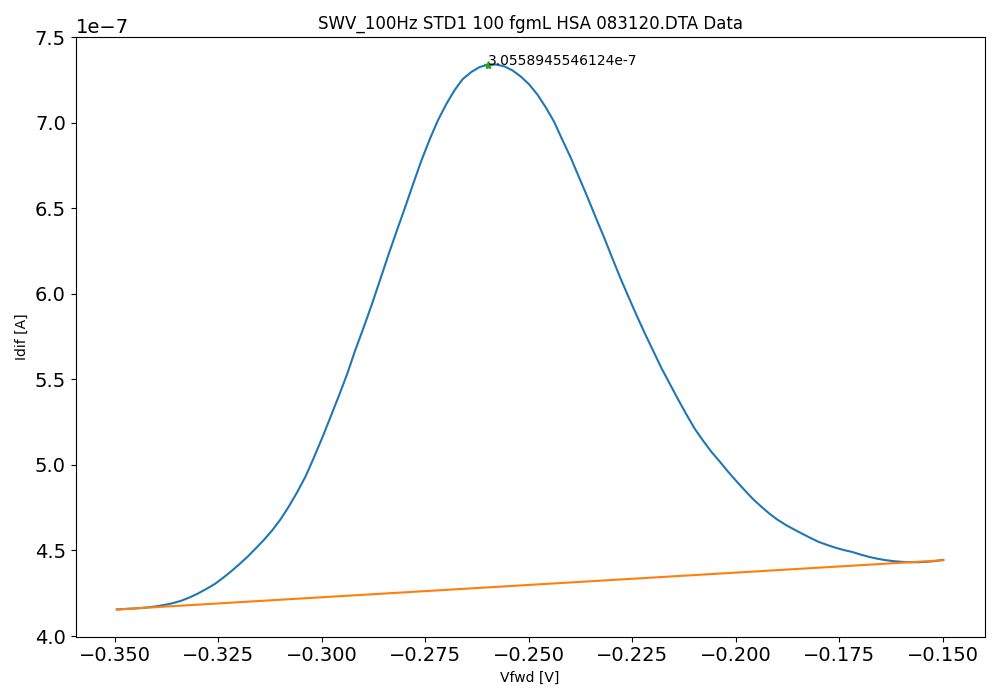 SWV_100Hz STD1 100 fgmL HSA 083120.DTA Data
1e−7
7.5
7.0
6.5
6.0
5.5
5.0
4.5
4.0
Idif [A]
3.0558945546124e-7
−0.350 −0.325 −0.300 −0.275 −0.250 −0.225 −0.200 −0.175 −0.150
Vfwd [V]